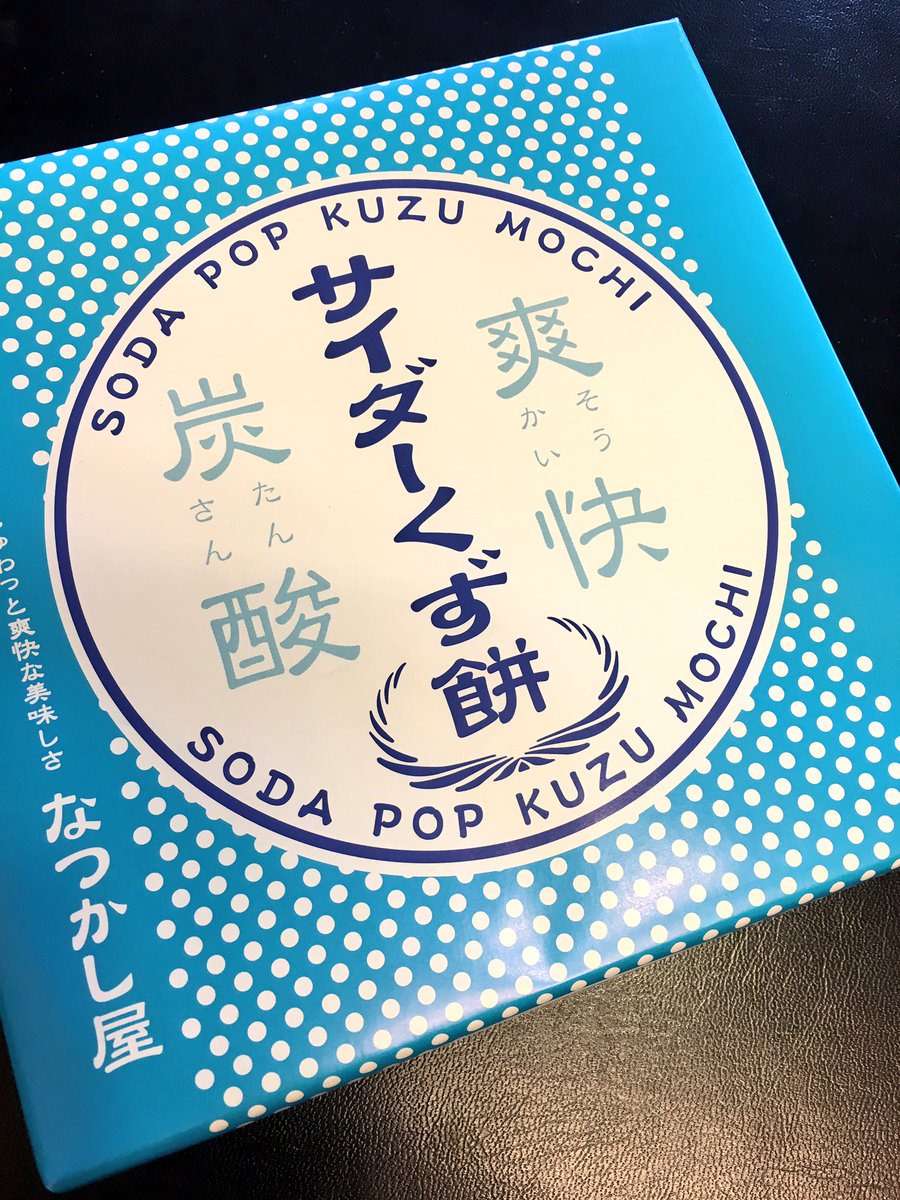 SODA POP KUZU MOCHI
爽快
そうかい
サイダーくず餅
炭酸
たんさん
SODA POP KUZU MOCHI
わっと爽快な美味しさ
なつかし屋